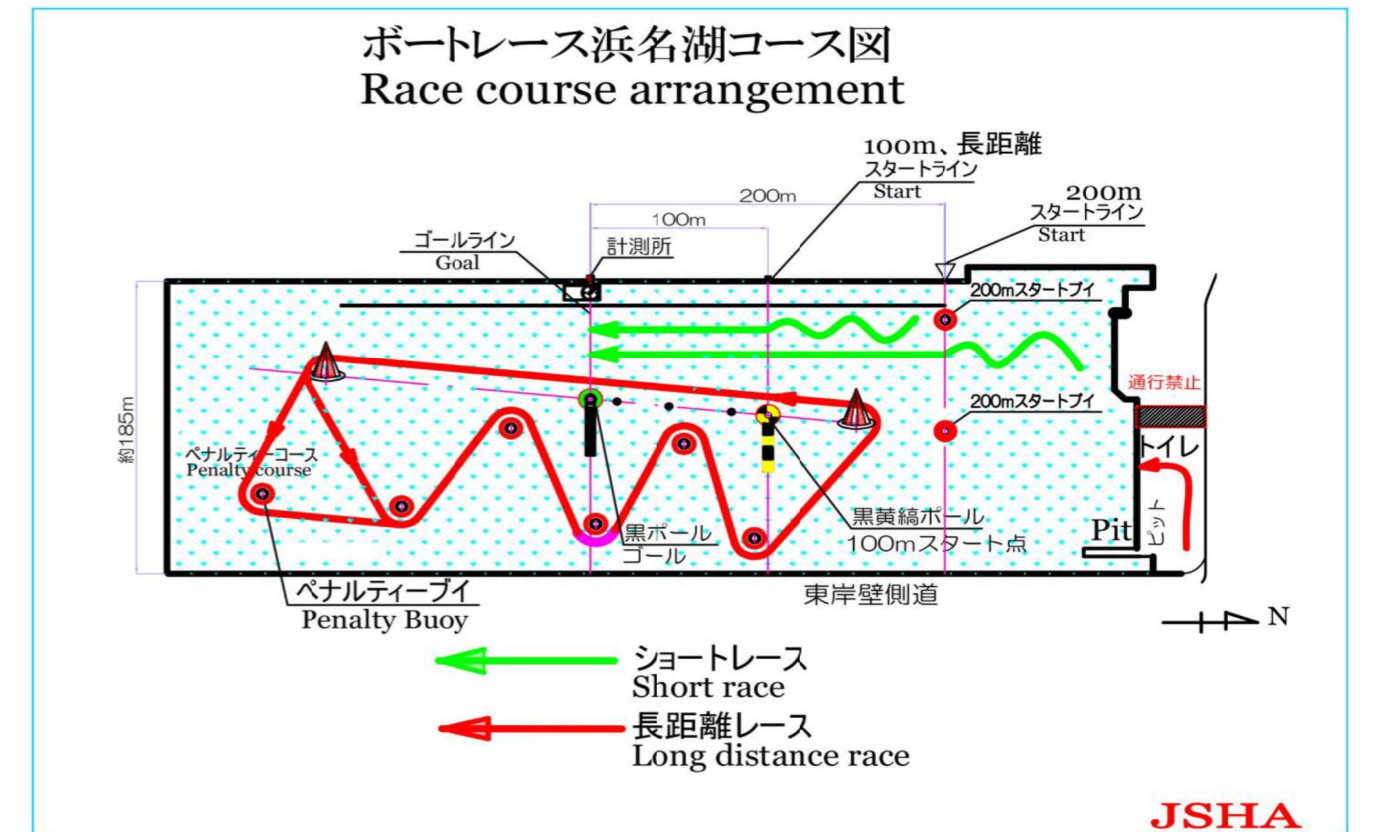 ボートレース浜名湖コース図
Race course arrangement
100m、長距離
スタートライン
Start
200m
スタートライン
Start
200m
100m
ゴールライン
Goal
計測所
200mスタートブイ
200mスタートブイ
通行禁止
トイレ
約185m
ペナルティーコース
Penalty course
黒ポール
ゴール
黒黄縞ポール
100mスタート点
Pit
ピット
ペナルティーブイ
Penalty Buoy
東岸壁側道
N
ショートレース
Short race
長距離レース
Long distance race
JSHA